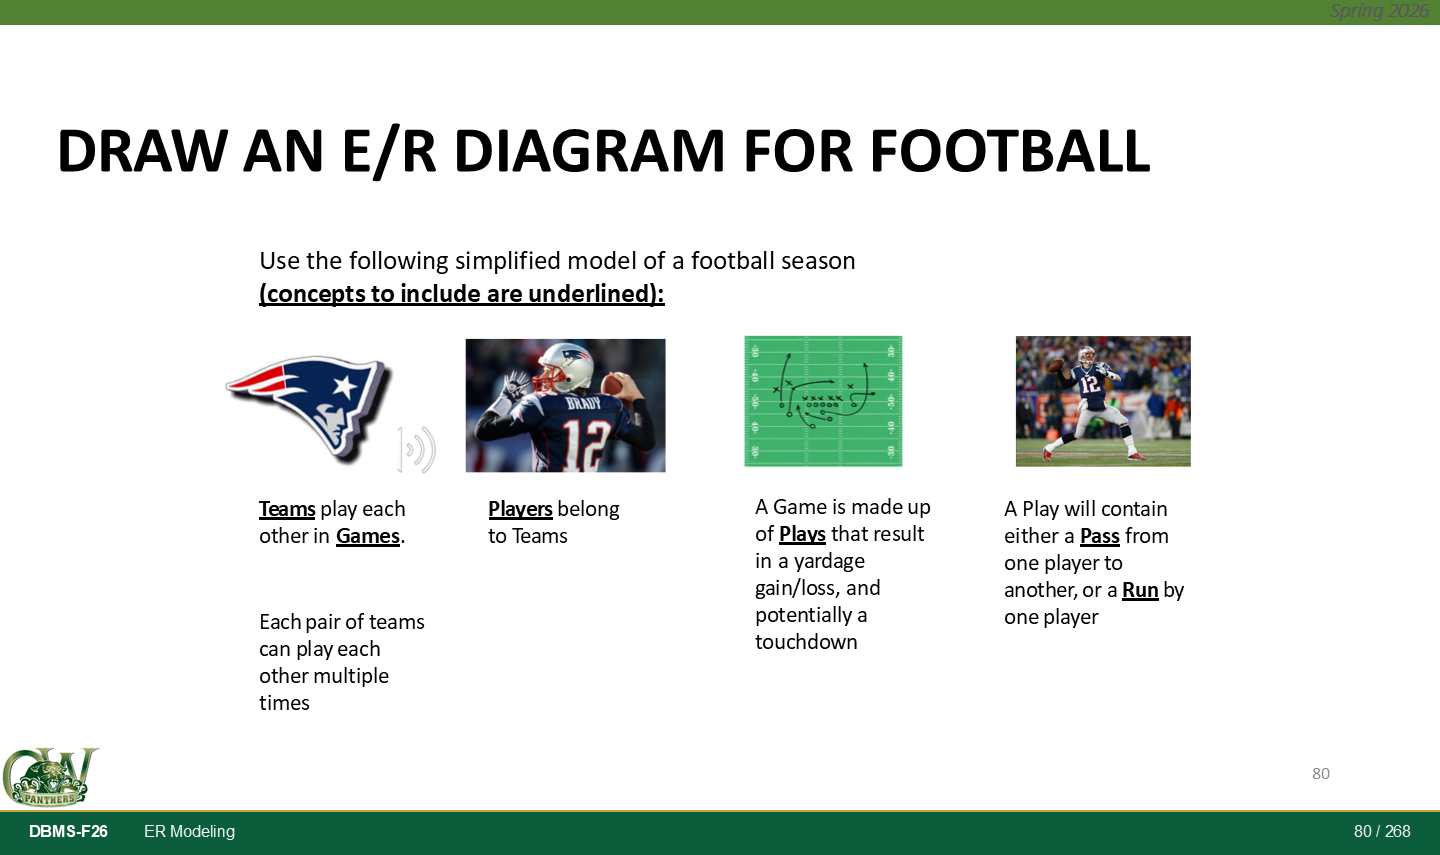 Spring 2026
DRAW AN E/R DIAGRAM FOR FOOTBALL
Use the following simplified model of a football season
(concepts to include are underlined):
BRADY
12
12
Teams play each
other in Games.
Each pair of teams
can play each
other multiple
times
Players belong
to Teams
A Game is made up
of Plays that result
in a yardage
gain/loss, and
potentially a
touchdown
A Play will contain
either a Pass from
one player to
another, or a Run by
one player
OW
PANTHERS
80
DBMS-F26 ER Modeling 80 / 268